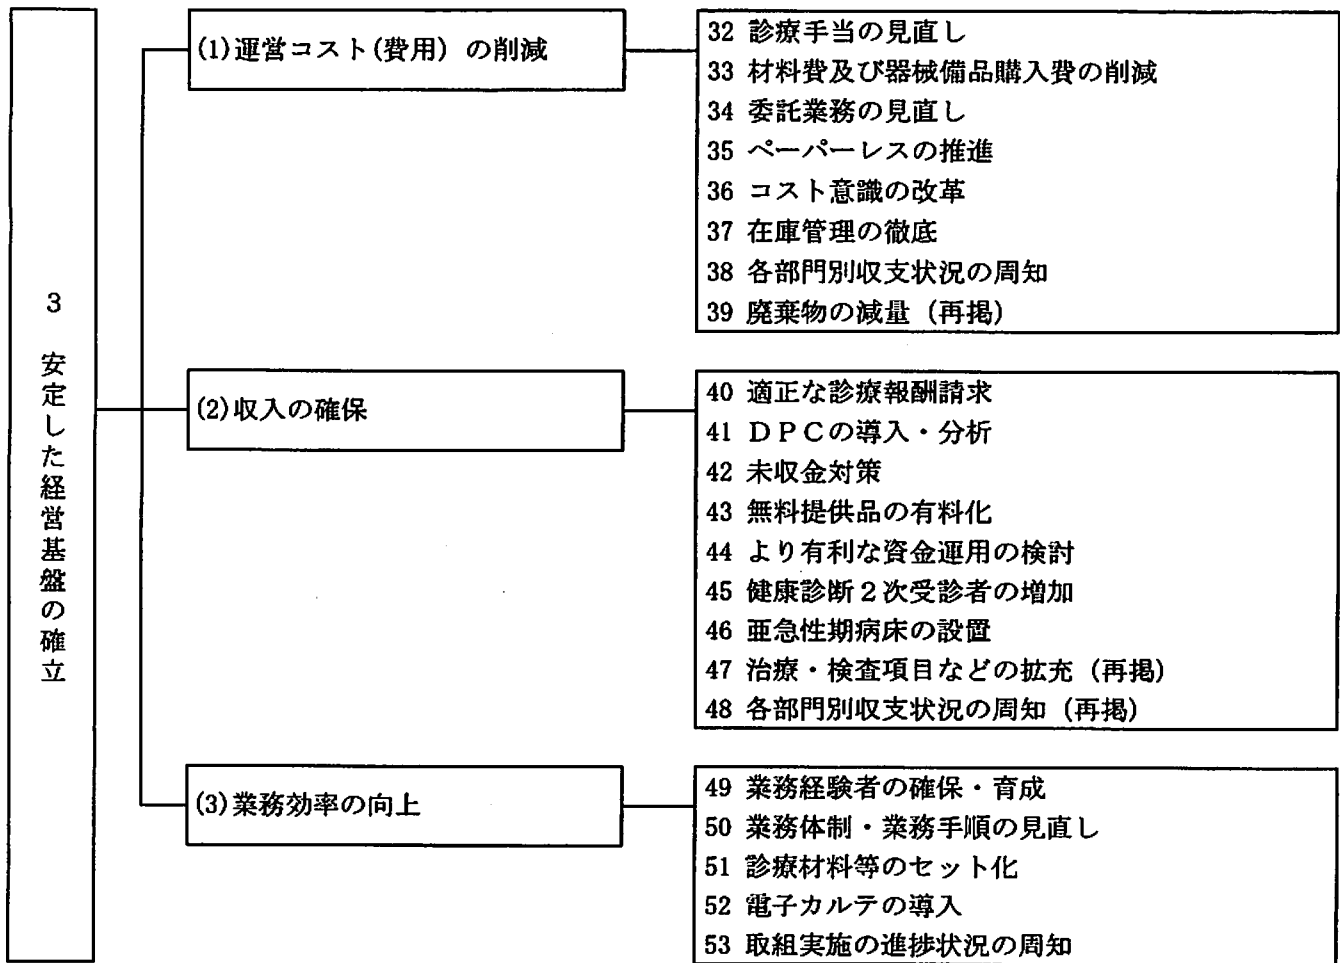 3 安定した経営基盤の確立
(1)運営コスト(費用)の削減
32 診療手当の見直し
33 材料費及び器械備品購入費の削減
34 委託業務の見直し
35 ペーパーレスの推進
36 コスト意識の改革
37 在庫管理の徹底
38 各部門別収支状況の周知
39 廃棄物の減量(再掲)
(2)収入の確保
40 適正な診療報酬請求
41 DPCの導入・分析
42 未収金対策
43 無料提供品の有料化
44 より有利な資金運用の検討
45 健康診断2次受診者の増加
46 亜急性期病床の設置
47 治療・検査項目などの拡充(再掲)
48 各部門別収支状況の周知(再掲)
(3)業務効率の向上
49 業務経験者の確保・育成
50 業務体制・業務手順の見直し
51 診療材料等のセット化
52 電子カルテの導入
53 取組実施の進捗状況の周知